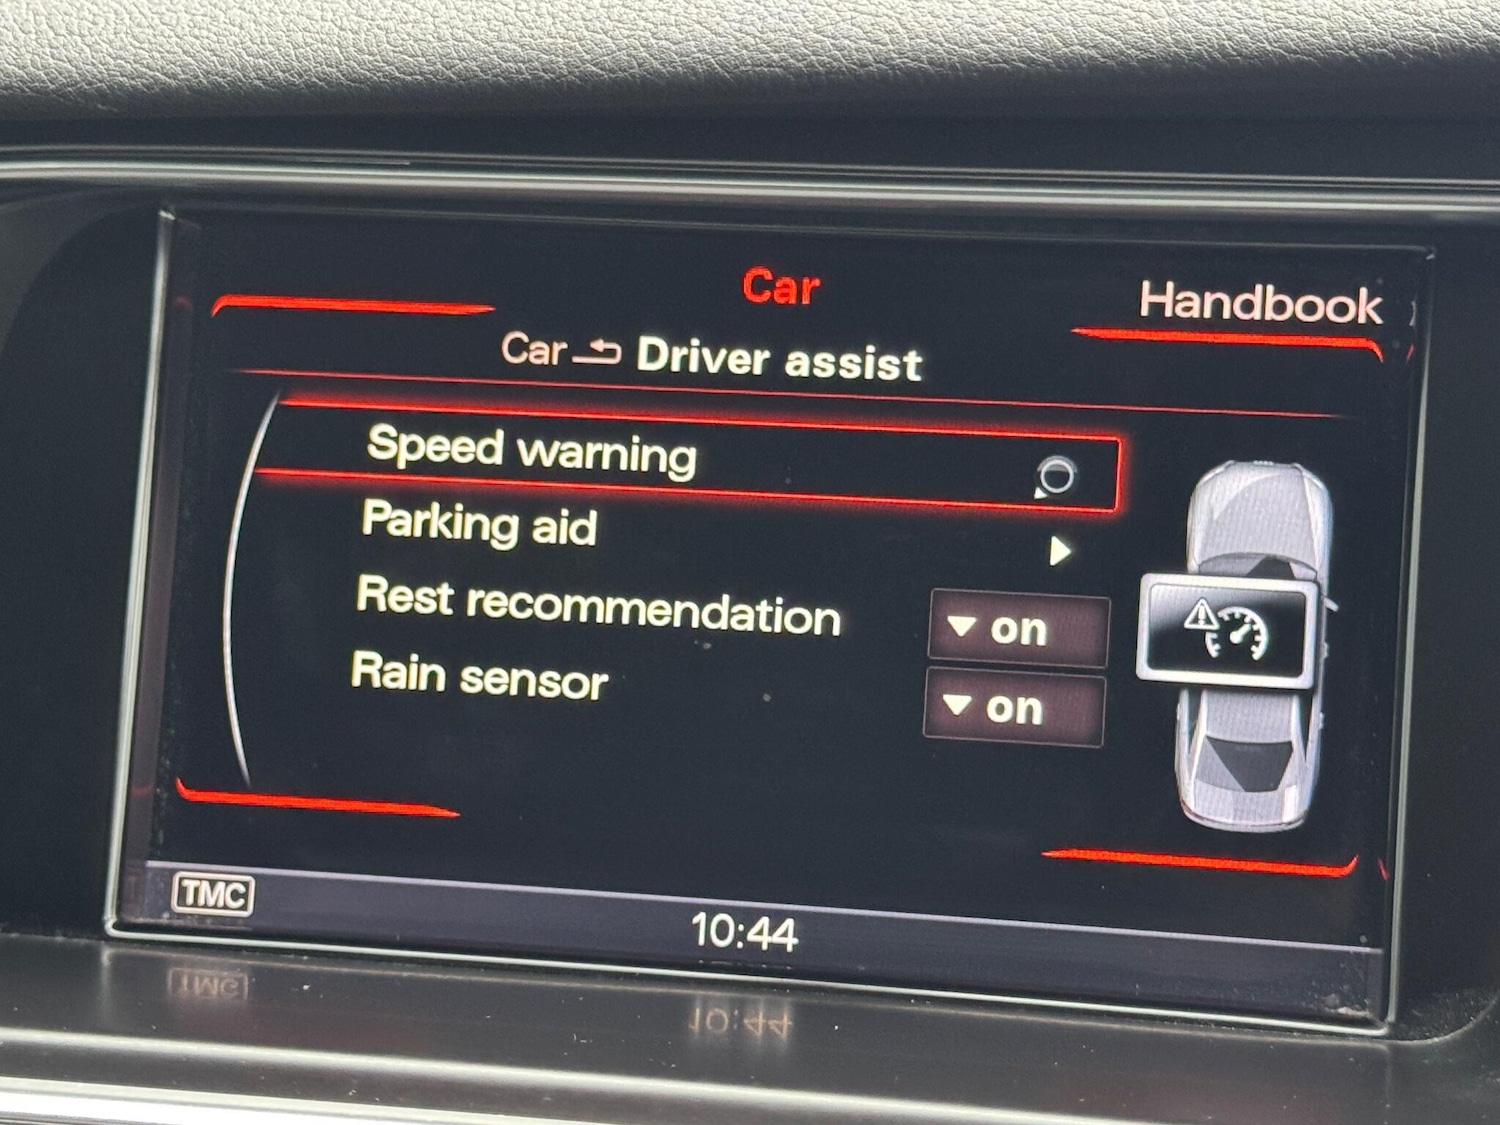 Car
Handbook
Car Driver assist
Speed warning
Parking aid
Rest recommendation on
Rain sensor on
TMC
10:44